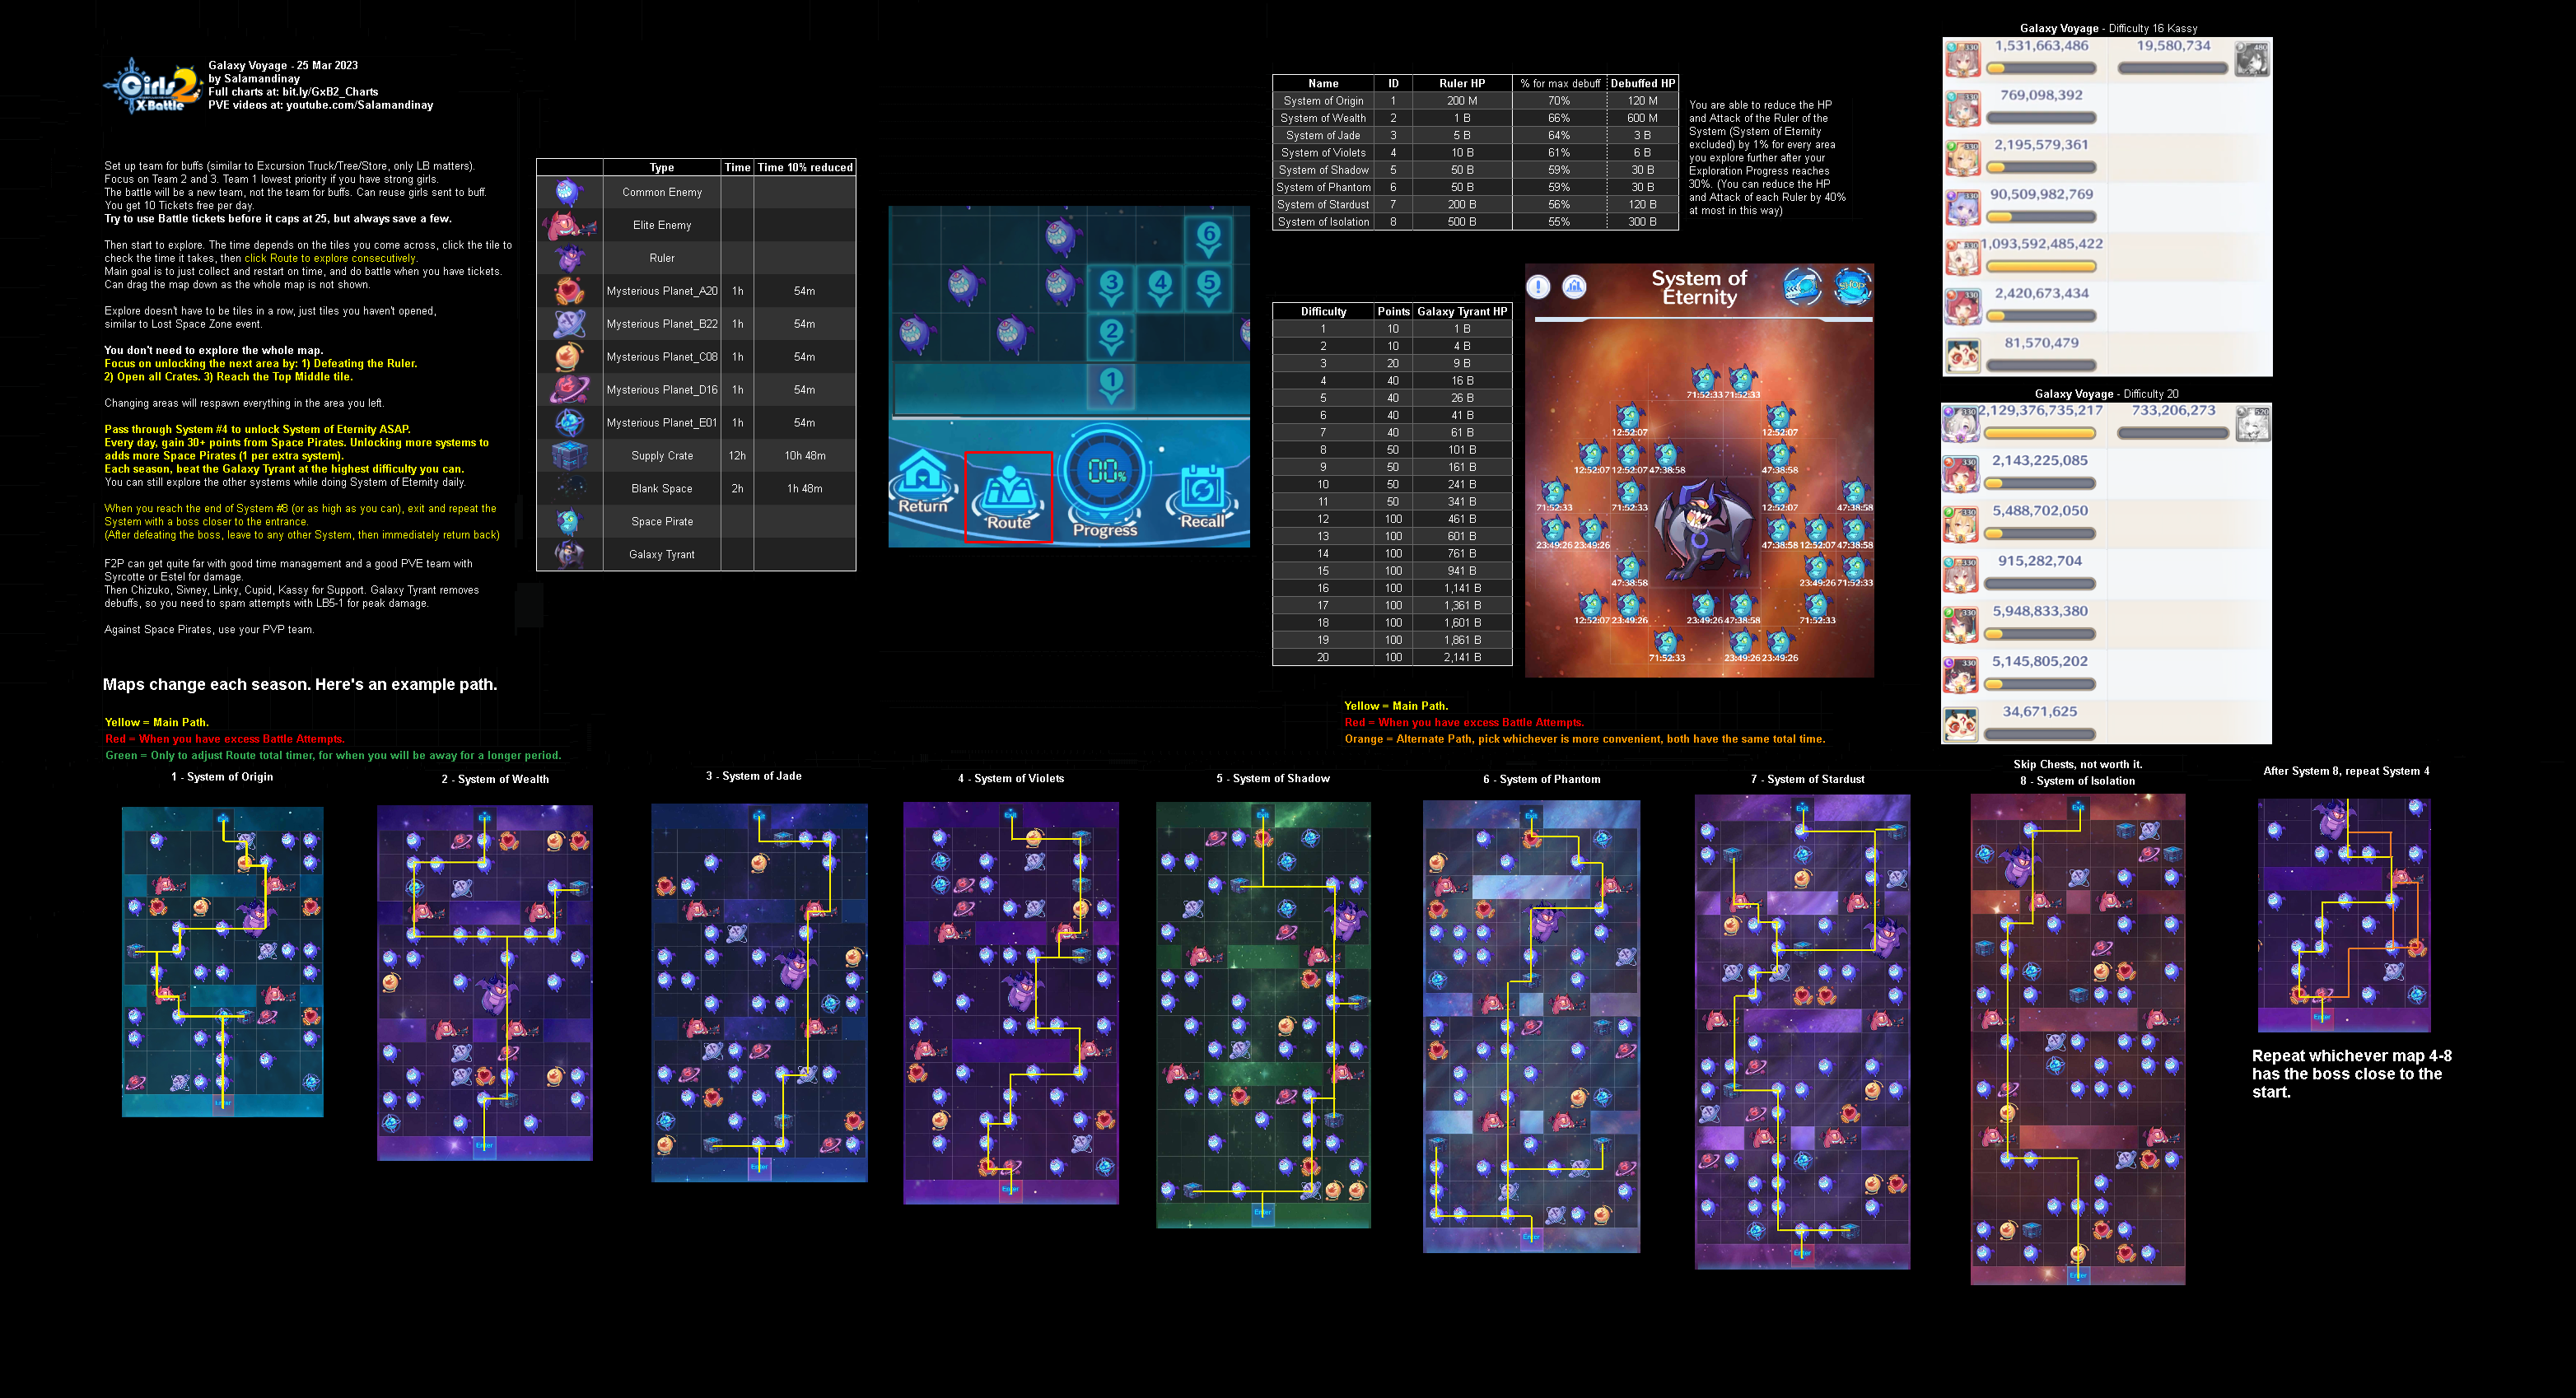 Girls 2
X-Battle
Galaxy Voyage - 25 Mar 2023
by Salamandinay
Full charts at: bit.ly/GxB2_Charts
PVE videos at: youtube.com/Salamandinay
Set up team for buffs (similar to Excursion Truck/Tree/Store, only LB matters).
Focus on Team 2 and 3. Team 1 lowest priority if you have strong girls.
The battle will be a new team, not the team for buffs. Can reuse girls sent to buff.
You get 10 Tickets free per day.
Try to use Battle tickets before it caps at 25, but always save a few.
Then start to explore. The time depends on the tiles you come across, click the tile to
check the time it takes, then click Route to explore consecutively.
Main goal is to just collect and restart on time, and do battle when you have tickets.
Can drag the map down as the whole map is not shown.
Explore doesn't have to be tiles in a row, just tiles you haven't opened,
similar to Lost Space Zone event.
You don't need to explore the whole map.
Focus on unlocking the next area by: 1) Defeating the Ruler.
2) Open all Crates. 3) Reach the Top Middle tile.
Changing areas will respawn everything in the area you left.
Pass through System #4 to unlock System of Eternity ASAP.
Every day, gain 30+ points from Space Pirates. Unlocking more systems to
adds more Space Pirates (1 per extra system).
Each season, beat the Galaxy Tyrant at the highest difficulty you can.
You can still explore the other systems while doing System of Eternity daily.
When you reach the end of System #8 (or as high as you can), exit and repeat the
System with a boss closer to the entrance.
(After defeating the boss, leave to any other System, then immediately return back)
F2P can get quite far with good time management and a good PVE team with
Syrcotte or Estel for damage.
Then Chizuko, Sivney, Linky, Cupid, Kassy for Support. Galaxy Tyrant removes
debuffs, so you need to spam attempts with LB5-1 for peak damage.
Against Space Pirates, use your PVP team.
Type Time Time 10% reduced
Common Enemy
Elite Enemy
Ruler
Mysterious Planet_A20 1h 54m
Mysterious Planet_B22 1h 54m
Mysterious Planet_C08 1h 54m
Mysterious Planet_D16 1h 54m
Mysterious Planet_E01 1h 54m
Supply Crate 12h 10h 48m
Blank Space 2h 1h 48m
Space Pirate
Galaxy Tyrant
6
3 4 5
2
1
Return
Route
00%
Progress
Recall
Name ID Ruler HP % for max debuff Debuffed HP
System of Origin 1 200 M 70% 120 M
System of Wealth 2 1 B 66% 600 M
System of Jade 3 5 B 64% 3 B
System of Violets 4 10 B 61% 6 B
System of Shadow 5 50 B 59% 30 B
System of Phantom 6 50 B 59% 30 B
System of Stardust 7 200 B 56% 120 B
System of Isolation 8 500 B 55% 300 B
You are able to reduce the HP
and Attack of the Ruler of the
System (System of Eternity
excluded) by 1% for every area
you explore further after your
Exploration Progress reaches
30%. (You can reduce the HP
and Attack of each Ruler by 40%
at most in this way)
Difficulty Points Galaxy Tyrant HP
1 10 1 B
2 10 4 B
3 20 9 B
4 40 16 B
5 40 26 B
6 40 41 B
7 40 61 B
8 50 101 B
9 50 161 B
10 50 241 B
11 50 341 B
12 100 461 B
13 100 601 B
14 100 761 B
15 100 941 B
16 100 1,141 B
17 100 1,361 B
18 100 1,601 B
19 100 1,861 B
20 100 2,141 B
System of
Eternity
SHOP
71:52:33 71:52:33
12:52:07 12:52:07
12:52:07 12:52:07 47:38:58 47:38:58
71:52:33 71:52:33 12:52:07 47:38:58
23:49:26 23:49:26 47:38:58 12:52:07 47:38:58
47:38:58 23:49:26 71:52:33
12:52:07 23:49:26 23:49:26 47:38:58 71:52:33
71:52:33 23:49:26 23:49:26
Galaxy Voyage - Difficulty 16 Kassy
330 1,531,663,486 19,580,734 480
330 769,098,392
330 2,195,579,361
330 90,509,982,769
330 1,093,592,485,422
330 2,420,673,434
81,570,479
Galaxy Voyage - Difficulty 20
330 2,129,376,735,217 733,206,273 520
330 2,143,225,085
330 5,488,702,050
330 915,282,704
330 5,948,833,380
330 5,145,805,202
34,671,625
Maps change each season. Here's an example path.
Yellow = Main Path.
Red = When you have excess Battle Attempts.
Green = Only to adjust Route total timer, for when you will be away for a longer period.
Yellow = Main Path.
Red = When you have excess Battle Attempts.
Orange = Alternate Path, pick whichever is more convenient, both have the same total time.
1 - System of Origin
2 - System of Wealth
3 - System of Jade
4 - System of Violets
5 - System of Shadow
6 - System of Phantom
7 - System of Stardust
Skip Chests, not worth it.
8 - System of Isolation
After System 8, repeat System 4
Exit
Exit
Exit
Exit
Exit
Exit
Exit
Exit
Enter
Enter
Enter
Enter
Enter
Enter
Enter
Enter
Enter
Repeat whichever map 4-8
has the boss close to the
start.